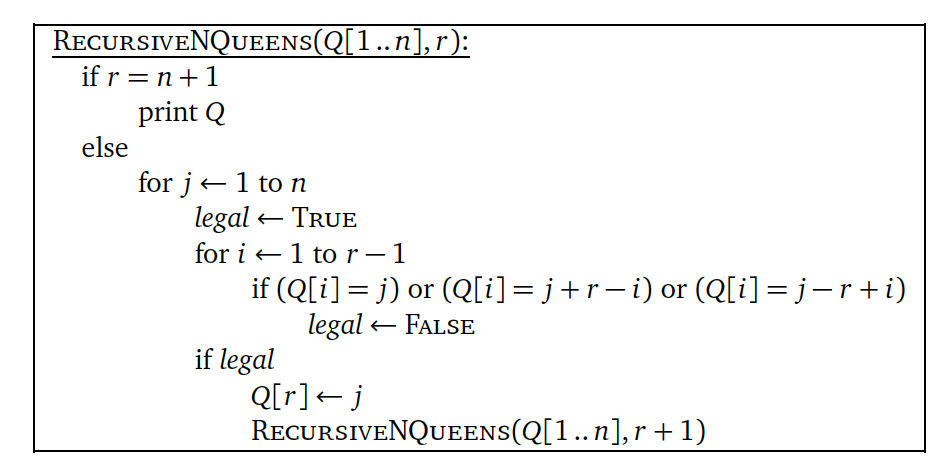 RECURSIVENQUEENS(Q[1 .. n], r):
if r = n + 1
print Q
else
for j ← 1 to n
legal ← TRUE
for i ← 1 to r − 1
if (Q[i] = j) or (Q[i] = j + r − i) or (Q[i] = j − r + i)
legal ← FALSE
if legal
Q[r] ← j
RECURSIVENQUEENS(Q[1 .. n], r + 1)